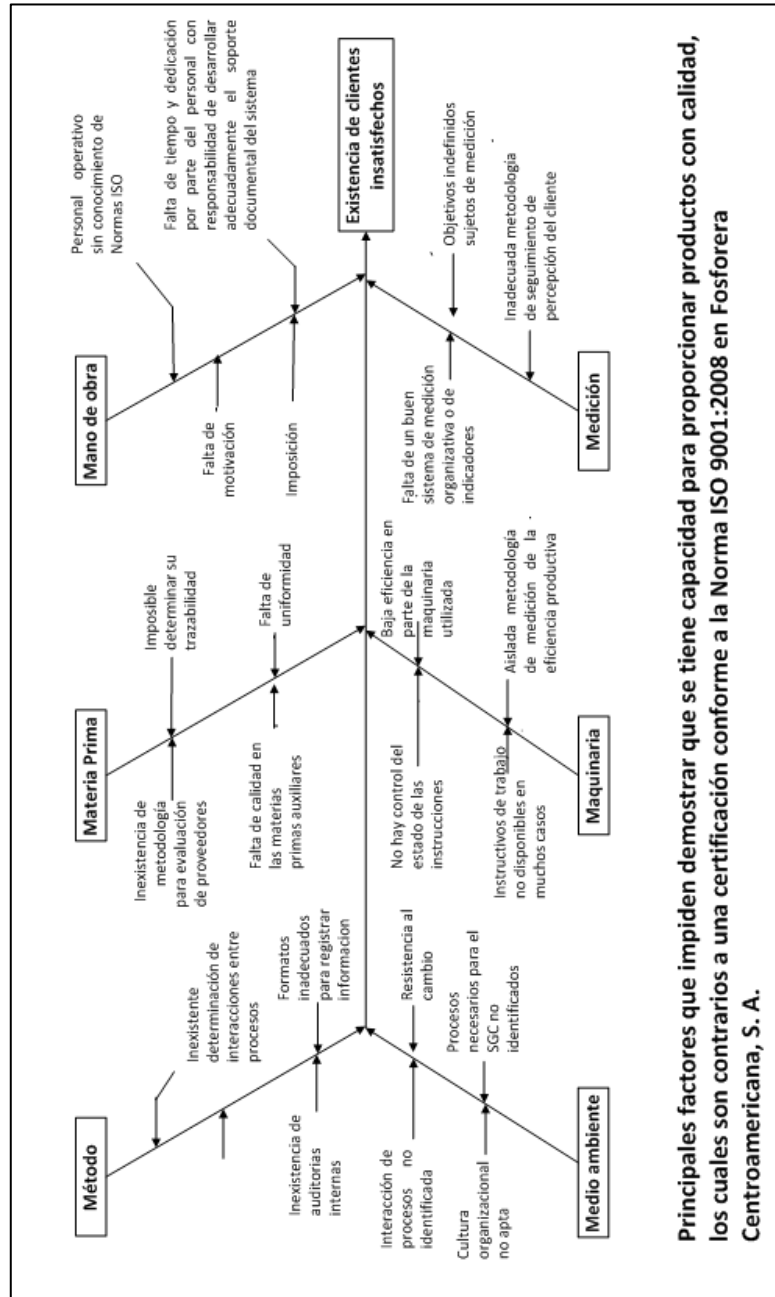 Método
Inexistente
determinación de
interacciones entre
procesos
Inexistencia de
auditorias
internas
Formatos
inadecuados
para registrar
informacion
Materia Prima
Inexistencia de
metodología
para evaluación
de proveedores
Imposible
determinar su
trazabilidad
Falta de calidad en
las materias
primas auxiliares
Falta de
uniformidad
Mano de obra
Personal operativo
sin conocimiento de
Normas ISO
Falta de
motivación
Falta de tiempo y dedicación
por parte del personal con
responsabilidad de desarrollar
adecuadamente el soporte
documental del sistema
Imposición
Existencia de clientes
insatisfechos
Interacción de
procesos no
identificada
Resistencia al
cambio
Cultura
organizacional
no apta
Procesos
necesarios para el
SGC no
identificados
Medio ambiente
No hay control del
estado de las
instrucciones
Baja eficiencia en
parte de la
maquinaria
utilizada
Instructivos de trabajo
no disponibles en
muchos casos
Aislada metodología
de medición de la
eficiencia productiva
Maquinaria
Falta de un buen
sistema de medición
organizativa o de
indicadores
Objetivos indefinidos
sujetos de medición
Inadecuada metodologia
de seguimiento de
percepción del cliente
Medición
Principales factores que impiden demostrar que se tiene capacidad para proporcionar productos con calidad,
los cuales son contrarios a una certificación conforme a la Norma ISO 9001:2008 en Fosforera
Centroamericana, S. A.